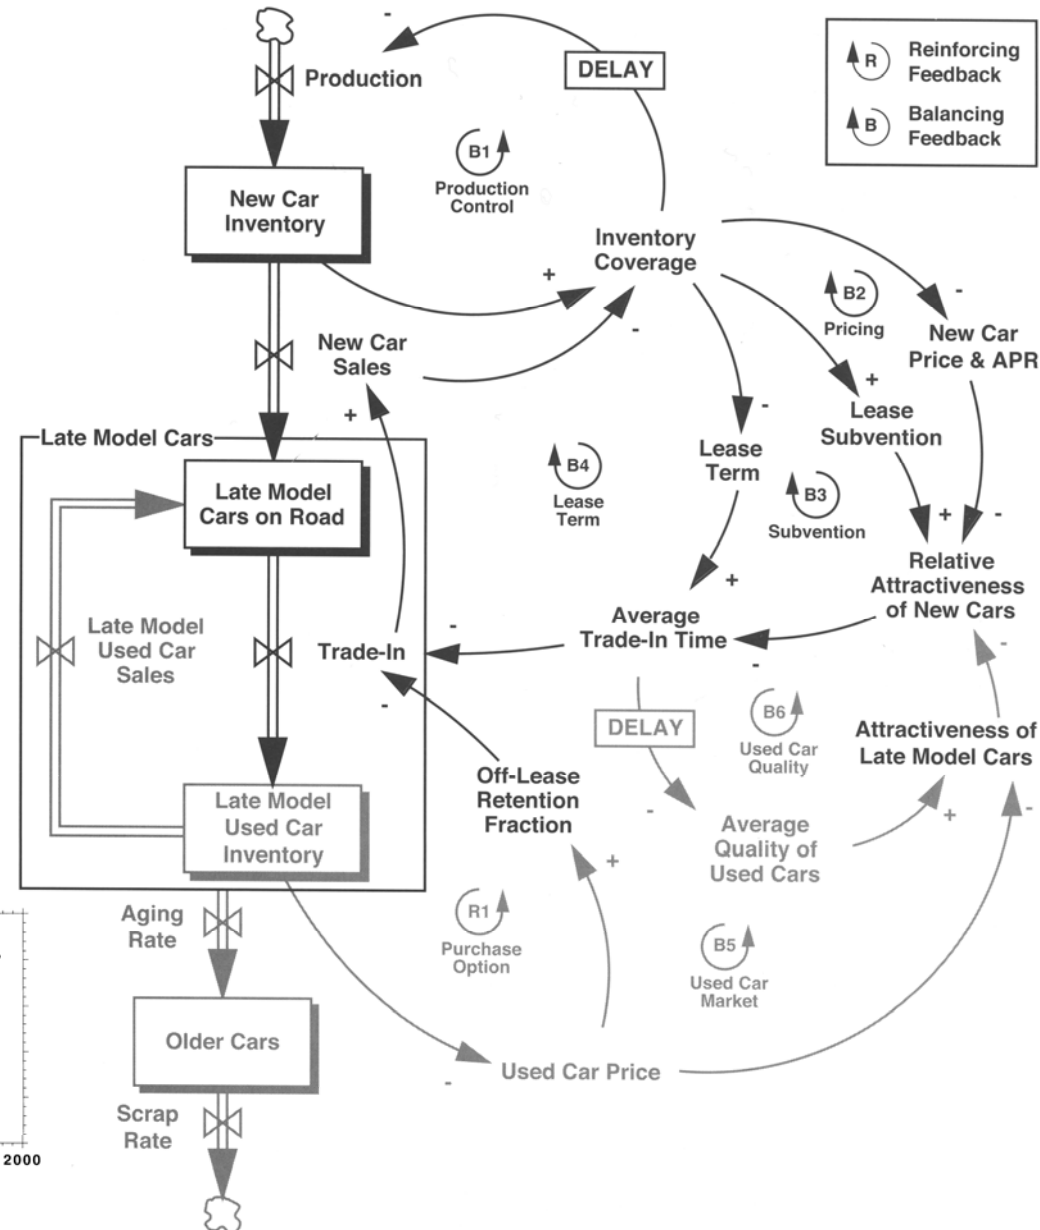 -
DELAY
Production
R
Reinforcing
Feedback
B
Balancing
Feedback
B1
Production
Control
New Car
Inventory
Inventory
Coverage
+
-
B2
Pricing
-
New Car
Price & APR
New Car
Sales
+
-
+
Lease
Subvention
Late Model Cars
Late Model
Cars on Road
B4
Lease
Term
Lease
Term
B3
Subvention
+
-
+
Relative
Attractiveness
of New Cars
Late Model
Used Car
Sales
Trade-In
-
Average
Trade-In Time
-
-
-
DELAY
B6
Used Car
Quality
Attractiveness of
Late Model Cars
Off-Lease
Retention
Fraction
-
+
-
Late Model
Used Car
Inventory
Average
Quality of
Used Cars
+
Aging
Rate
R1
Purchase
Option
B5
Used Car
Market
Older Cars
-
Used Car Price
Scrap
Rate
2000